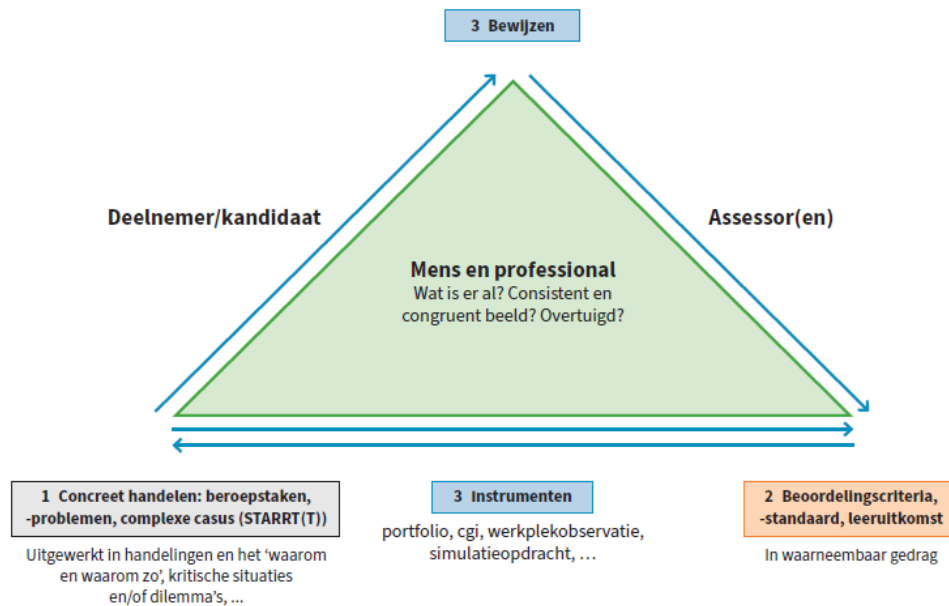 3 Bewijzen
Deelnemer/kandidaat
Assessor(en)
Mens en professional
Wat is er al? Consistent en
congruent beeld? Overtuigd?
1 Concreet handelen: beroepstaken,
-problemen, complexe casus (STARRT(T))
Uitgewerkt in handelingen en het ‘waarom
en waarom zo’, kritische situaties
en/of dilemma’s, ...
3 Instrumenten
portfolio, cgi, werkplekobservatie,
simulatieopdracht, …
2 Beoordelingscriteria,
-standaard, leeruitkomst
In waarneembaar gedrag